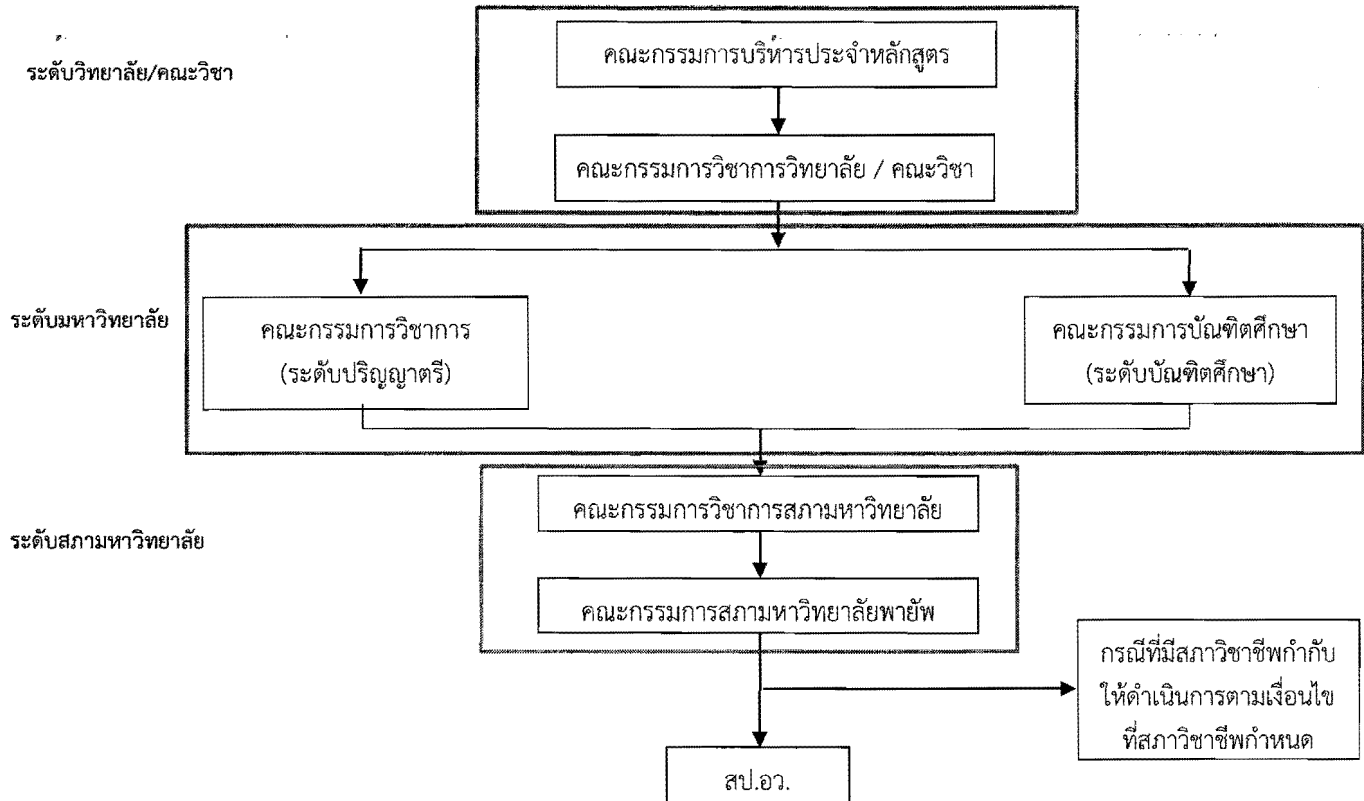 คณะกรรมการบริหารประจำหลักสูตร
ระดับวิทยาลัย/คณะวิชา
คณะกรรมการวิชาการวิทยาลัย / คณะวิชา
ระดับมหาวิทยาลัย
คณะกรรมการวิชาการ
(ระดับปริญญาตรี)
คณะกรรมการบัณฑิตศึกษา
(ระดับบัณฑิตศึกษา)
คณะกรรมการวิชาการสภามหาวิทยาลัย
ระดับสภามหาวิทยาลัย
คณะกรรมการสภามหาวิทยาลัยพายัพ
กรณีที่มีสภาวิชาชีพกำกับ
ให้ดำเนินการตามเงื่อนไข
ที่สภาวิชาชีพกำหนด
สป.อว.